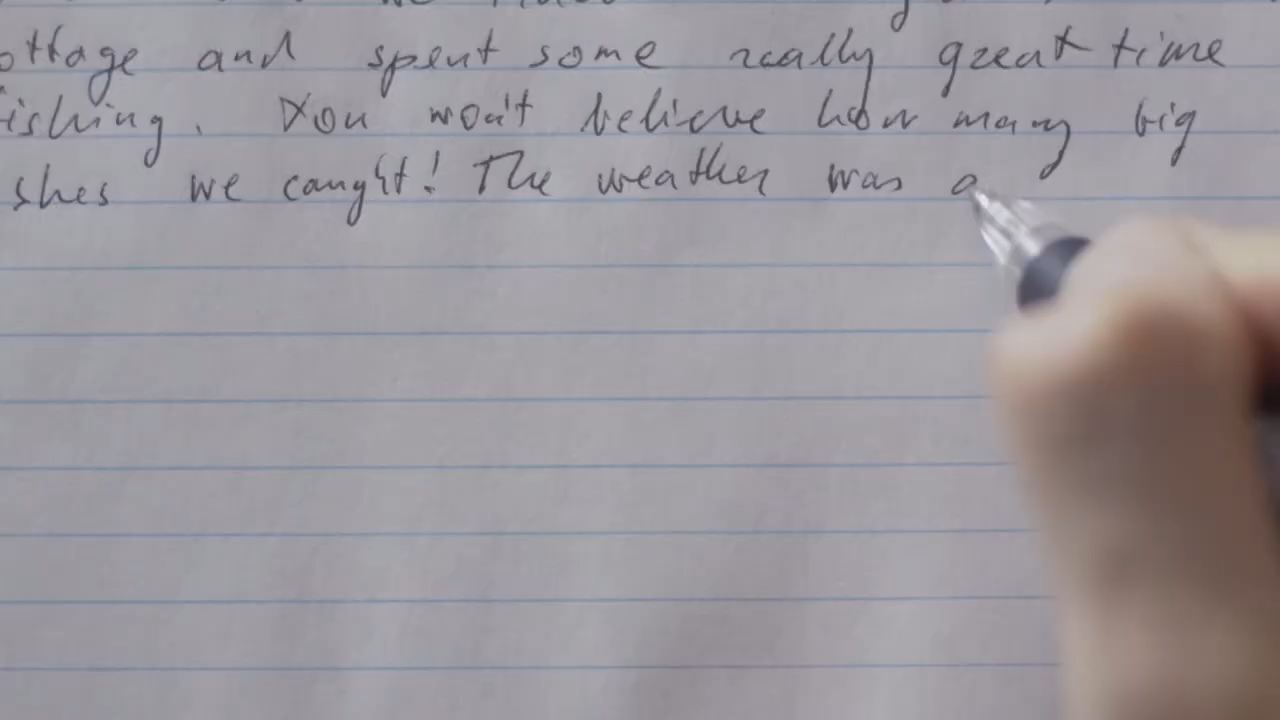 ottage and spent some really great time
ishing. You won't believe how many big
shes we caught! The weather was a